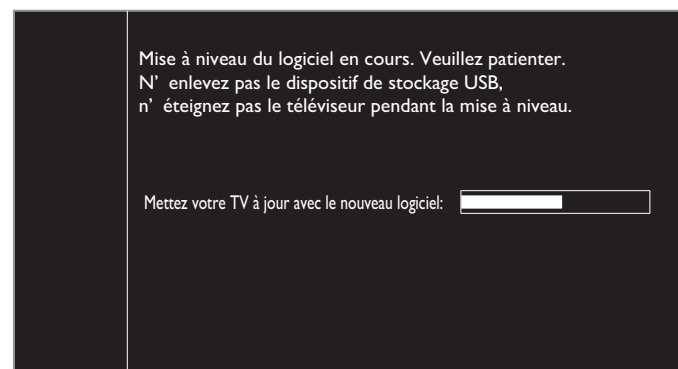 Mise à niveau du logiciel en cours. Veuillez patienter.
N’ enlevez pas le dispositif de stockage USB,
n’ éteignez pas le téléviseur pendant la mise à niveau.
Mettez votre TV à jour avec le nouveau logiciel: